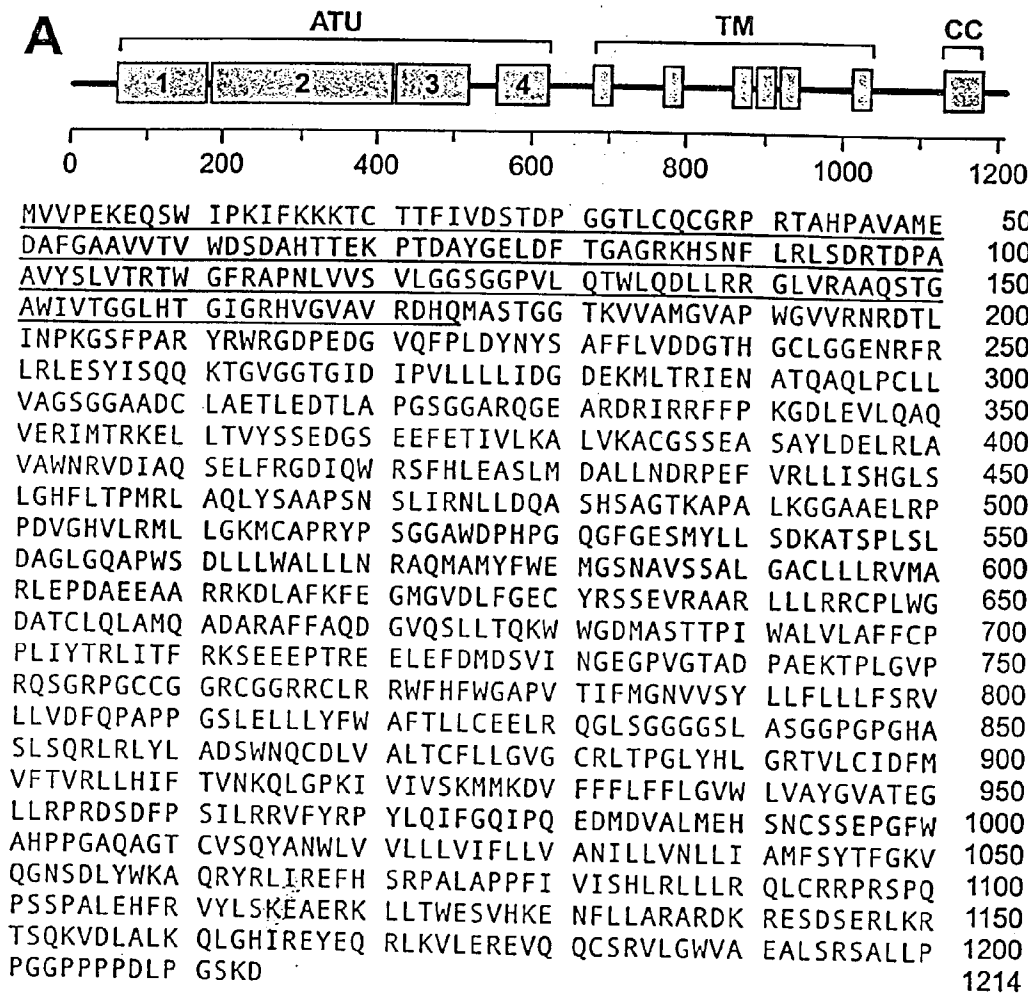 A
ATU
TM
CC
1 2 3 4
0 200 400 600 800 1000 1200
MVVPEKEQSW IPKIFKKKTC TTFIVDSTDP GGTLCQCGRP RTAHPAVAME 50
DAFGAAVVTV WDSDAHTTEK PTDAYGELDF TGAGRKHSNF LRLSDRTDPA 100
AVYSLVTRTW GFRAPNLVVS VLGGSGGPVL QTWLQDLLRR GLVRAAQSTG 150
AWIVTGGLHT GIGRHVGVAV RDHQMASTGG TKVVAMGVAP WGVVRNRDTL 200
INPKGSFPAR YRWRGDPEDG VQFPLDYNYS AFFLVDDGTH GCLGGENRFR 250
LRLESYISQQ KTGVGGTGID IPVLLLLIDG DEKMLTRIEN ATQAQLPCLL 300
VAGSGGAADC LAETLEDTLA PGSGGARQGE ARDRIRRFFP KGDLEVLQAQ 350
VERIMTRKEL LTVYSSEDGS EEFETIVLKA LVKACGSSEA SAYLDELRLA 400
VAWNRVDIAQ SELFRGDIQW RSFHLEASLM DALLNDRPEF VRLLISHGLS 450
LGHFLTPMRL AQLYSAAPSN SLIRNLLDQA SHSAGTKAPA LKGGAAELRP 500
PDVGHVLRML LGKMCAPRYP SGGAWDPHPG QGFGESMYLL SDKATSPLSL 550
DAGLGQAPWS DLLLWALLLN RAQMAMYFWE MGSNAVSSAL GACLLLRVMA 600
RLEPDAEEAA RRKDLAFKFE GMGVDLFGEC YRSSEVRAAR LLLRRCPLWG 650
DATCLQLAMQ ADARAFFAQD GVQSLLTQKW WGDMASTTPI WALVLAFFCP 700
PLIYTRLITF RKSEEEPTRE ELEFDMDSVI NGEGPVGTAD PAEKTPLGVP 750
RQSGRPGCCG GRCGGRRCLR RWFHFWGAPV TIFMGNVVSY LLFLLLFSRV 800
LLVDFQPAPP GSLELLLYFW AFTLLCEELR QGLSGGGGSL ASGGPGPGHA 850
SLSQRLRLYL ADSWNQCDLV ALTCFLLGVG CRLTPGLYHL GRTVLCIDFM 900
VFTVRLLHIF TVNKQLGPKI VIVSKMMKDV FFFLFFLGVW LVAYGVATEG 950
LLRPRDSDFP SILRRVFYRP YLQIFGQIPQ EDMDVALMEH SNCSSEPGFW 1000
AHPPGAQAGT CVSQYANWLV VLLLVIFLLV ANILLVNLLI AMFSYTFGKV 1050
QGNSDLYWKA QRYRLIREFH SRPALAPPFI VISHLRLLLR QLCRRPRSPQ 1100
PSSPALEHFR VYLSKEAERK LLTWESVHKE NFLLARARDK RESDSERLKR 1150
TSQKVDLALK QLGHIREYEQ RLKVLEREVQ QCSRVLGWVA EALSRSALLP 1200
PGGPPPPDLP GSKD 1214